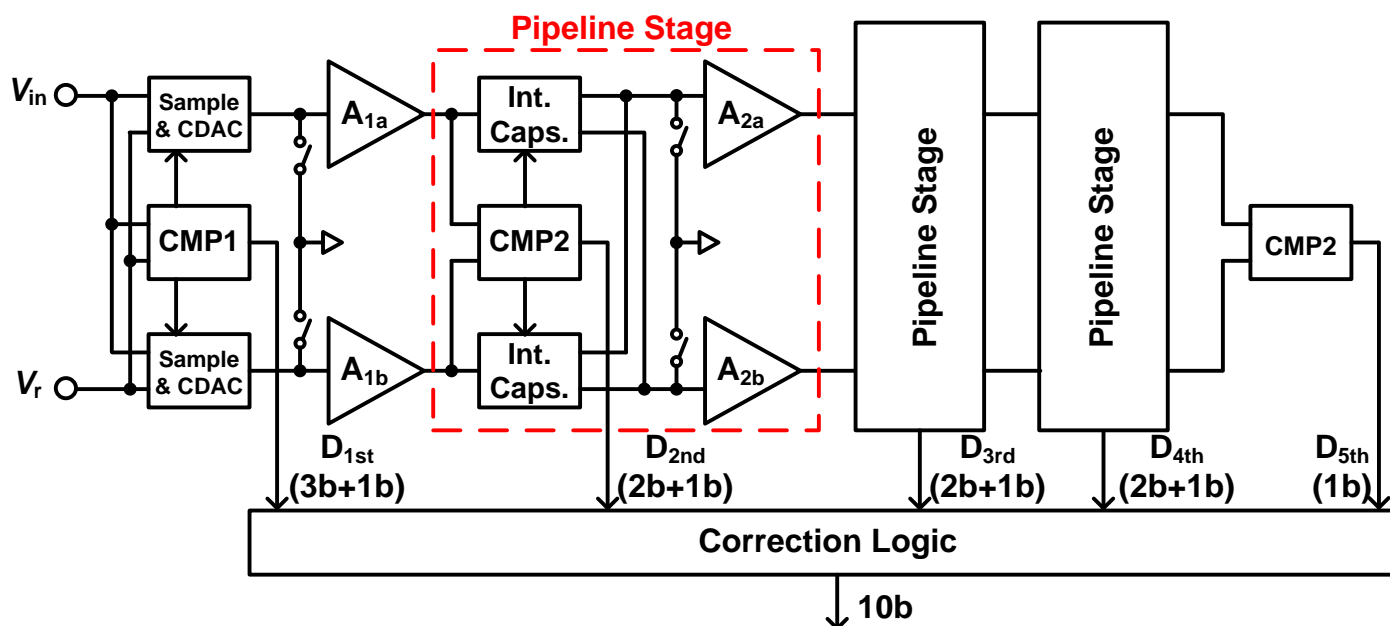 Pipeline Stage
Vin
Sample
& CDAC
A1a
Int.
Caps.
A2a
CMP1
CMP2
Pipeline Stage
Pipeline Stage
CMP2
Vr
Sample
& CDAC
A1b
Int.
Caps.
A2b
D1st
(3b+1b)
D2nd
(2b+1b)
D3rd
(2b+1b)
D4th
(2b+1b)
D5th
(1b)
Correction Logic
10b